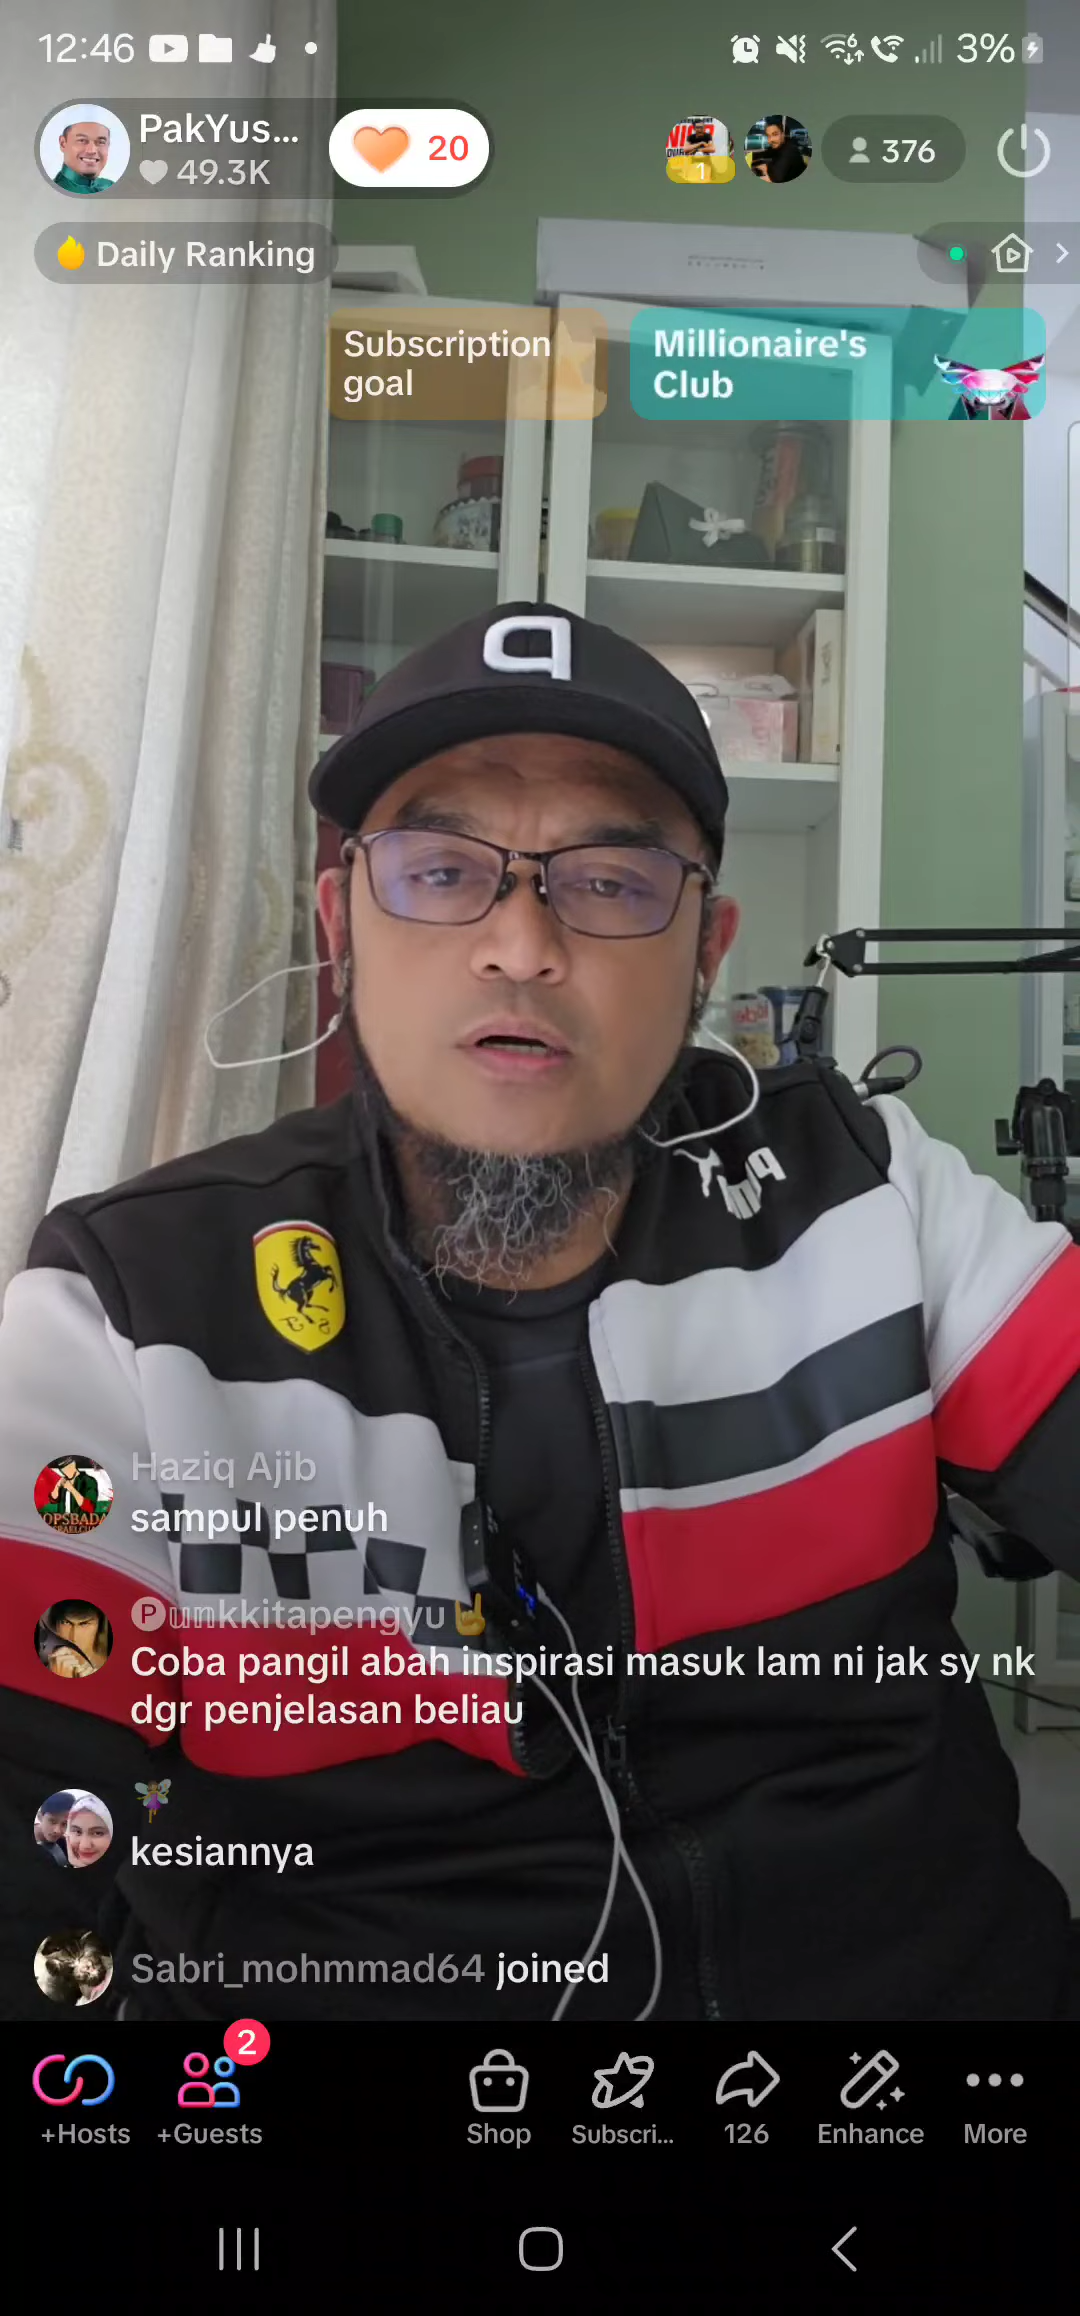 12:46
3%
PakYus...
49.3K
20
1
376
Daily Ranking
Subscription
goal
Millionaire's
Club
Haziq Ajib
sampul penuh
🅟unkkitapengyu🤘
Coba pangil abah inspirasi masuk lam ni jak sy nk
dgr penjelasan beliau
🧚
kesiannya
Sabri_mohmmad64 joined
2
+Hosts
+Guests
Shop
Subscri...
126
Enhance
More